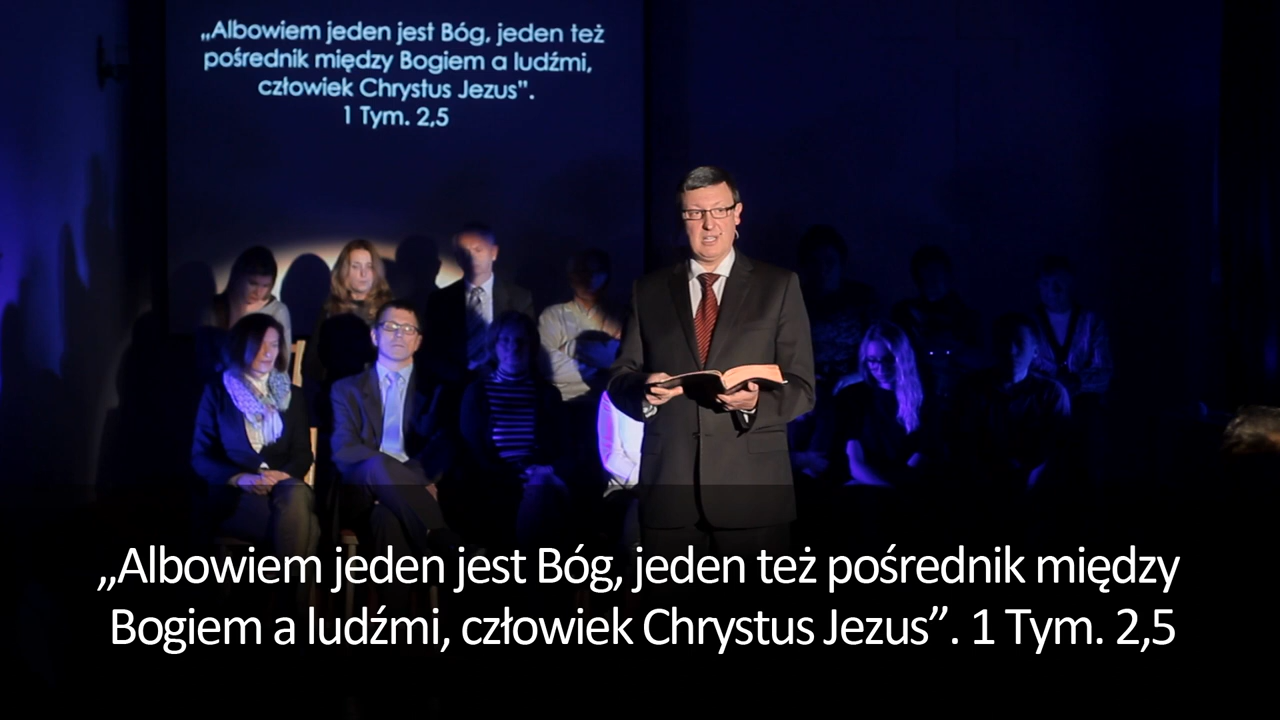 „Albowiem jeden jest Bóg, jeden też
pośrednik między Bogiem a ludźmi,
człowiek Chrystus Jezus”.
1 Tym. 2,5
„Albowiem jeden jest Bóg, jeden też pośrednik między
Bogiem a ludźmi, człowiek Chrystus Jezus”. 1 Tym. 2,5